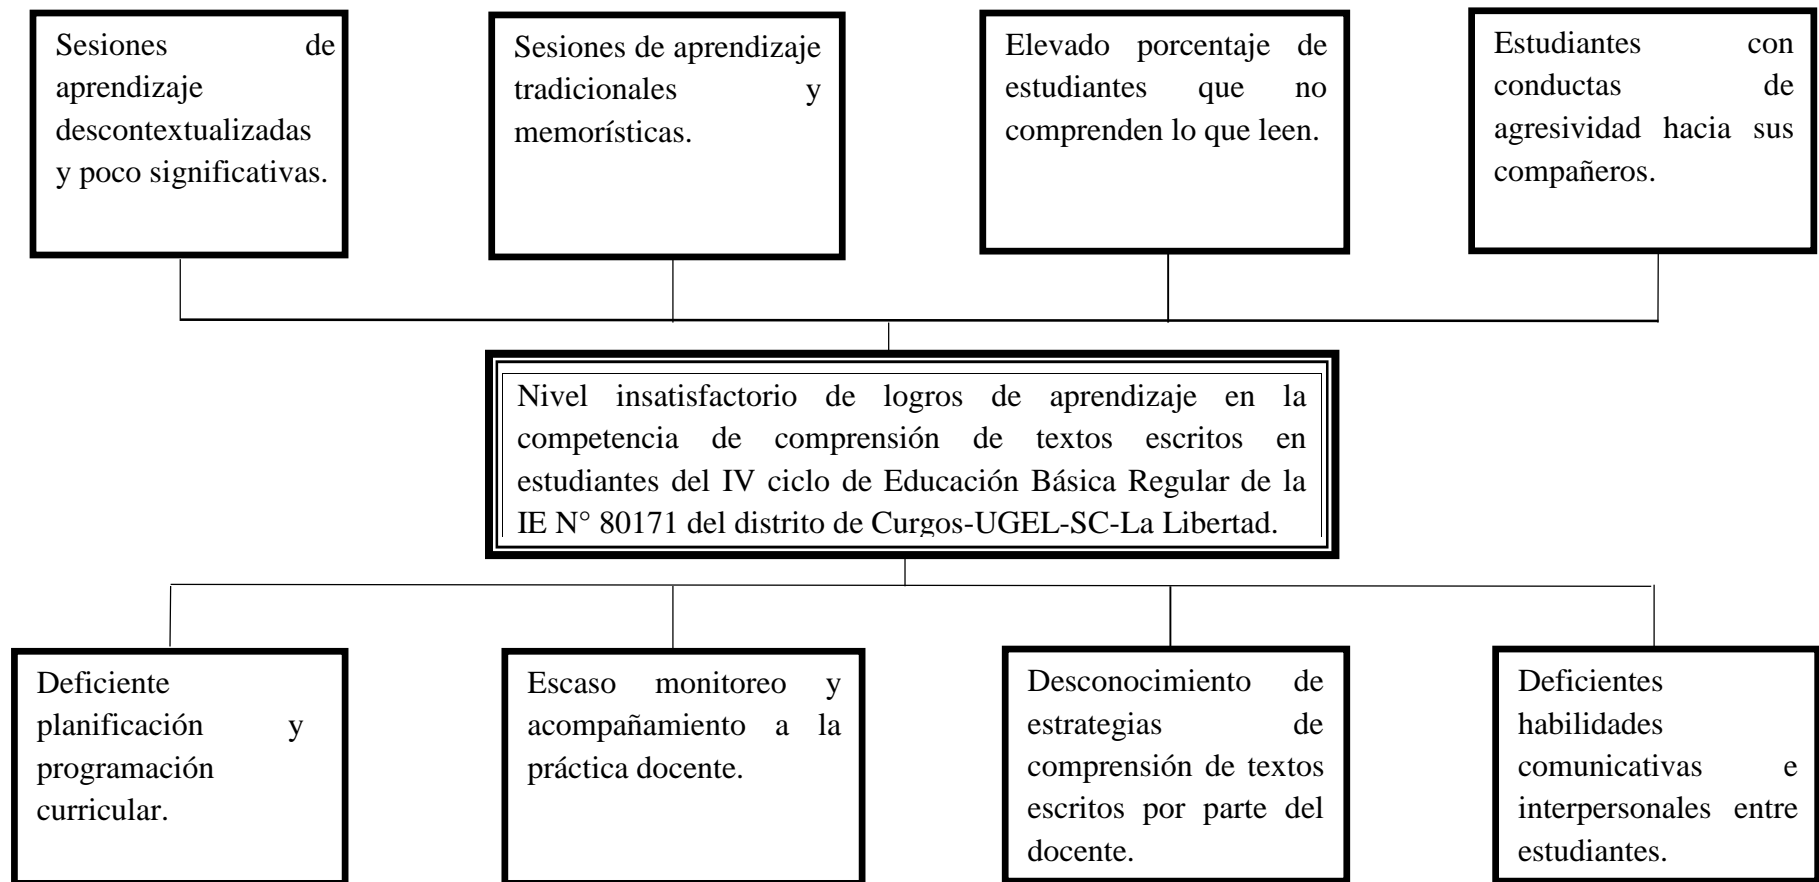 Sesiones de
aprendizaje
descontextualizadas
y poco significativas.
Sesiones de aprendizaje
tradicionales y
memorísticas.
Elevado porcentaje de
estudiantes que no
comprenden lo que leen.
Estudiantes con
conductas de
agresividad hacia sus
compañeros.
Nivel insatisfactorio de logros de aprendizaje en la
competencia de comprensión de textos escritos en
estudiantes del IV ciclo de Educación Básica Regular de la
IE N° 80171 del distrito de Curgos-UGEL-SC-La Libertad.
Deficiente
planificación y
programación
curricular.
Escaso monitoreo y
acompañamiento a la
práctica docente.
Desconocimiento de
estrategias de
comprensión de textos
escritos por parte del
docente.
Deficientes
habilidades
comunicativas e
interpersonales entre
estudiantes.